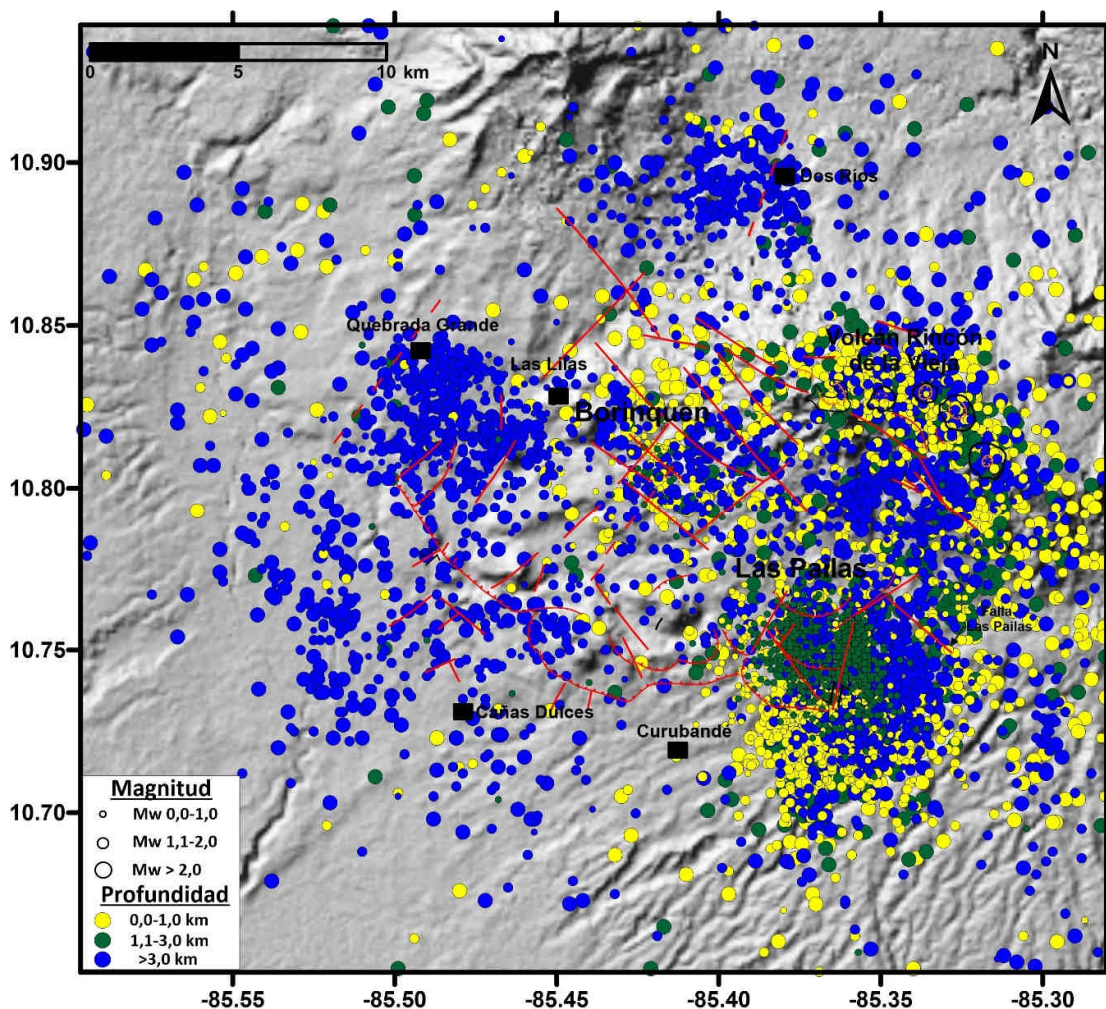 0 5 10 km
N
10.90
Dos Ríos
10.85
Quebrada Grande
Volcán Rincón
de la Vieja
Las Lilas
Borinquen
10.80
Las Pailas
Falla
Las Pailas
10.75
Cañas Dulces
Curubandé
10.70
Magnitud
Mw 0,0-1,0
Mw 1,1-2,0
Mw > 2,0
Profundidad
0,0-1,0 km
1,1-3,0 km
>3,0 km
-85.55 -85.50 -85.45 -85.40 -85.35 -85.30